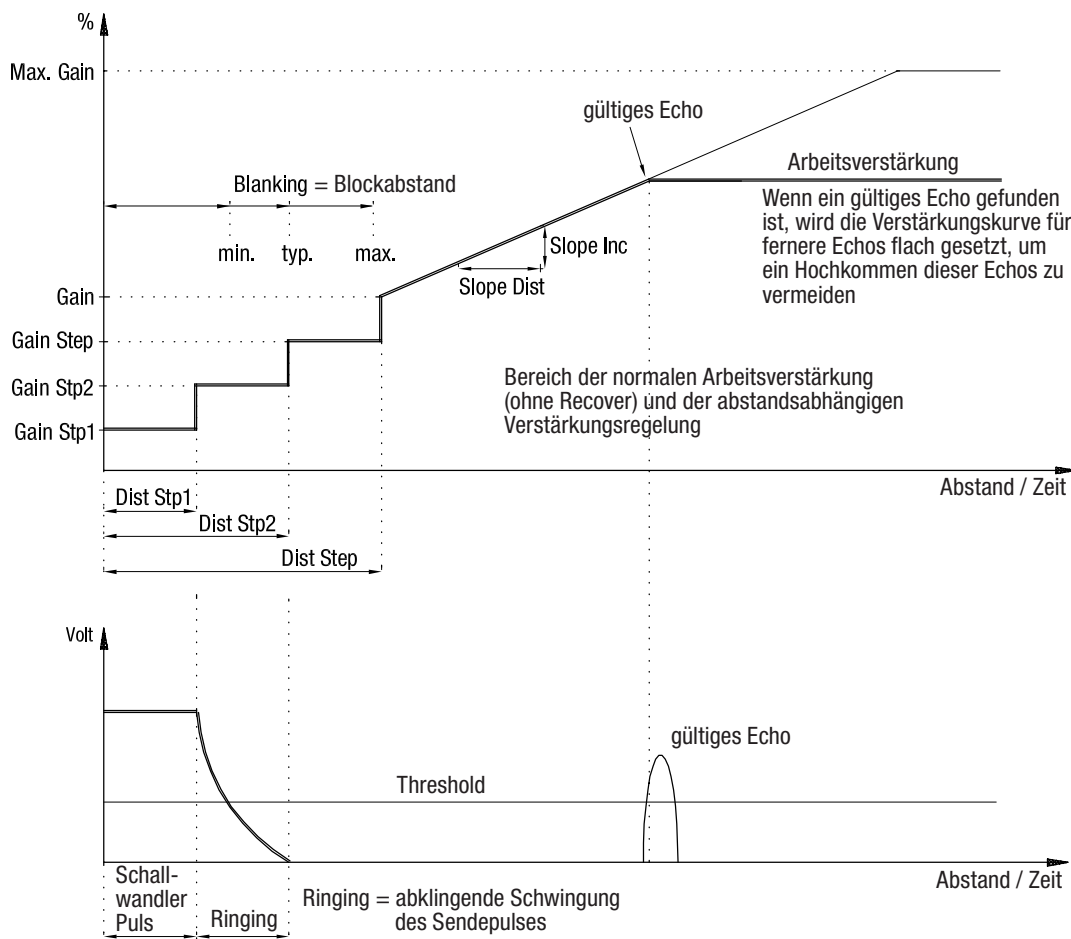 %
Max. Gain
gültiges Echo
Arbeitsverstärkung
Blanking = Blockabstand
Wenn ein gültiges Echo gefunden
ist, wird die Verstärkungskurve für
fernere Echos flach gesetzt, um
ein Hochkommen dieser Echos zu
vermeiden
min.
typ.
max.
Slope Inc
Slope Dist
Gain
Gain Step
Gain Stp2
Gain Stp1
Bereich der normalen Arbeitsverstärkung
(ohne Recover) und der abstandsabhängigen
Verstärkungsregelung
Abstand / Zeit
Dist Stp1
Dist Stp2
Dist Step
Volt
gültiges Echo
Threshold
Abstand / Zeit
Schall-
wandler
Puls
Ringing
Ringing = abklingende Schwingung
des Sendepulses